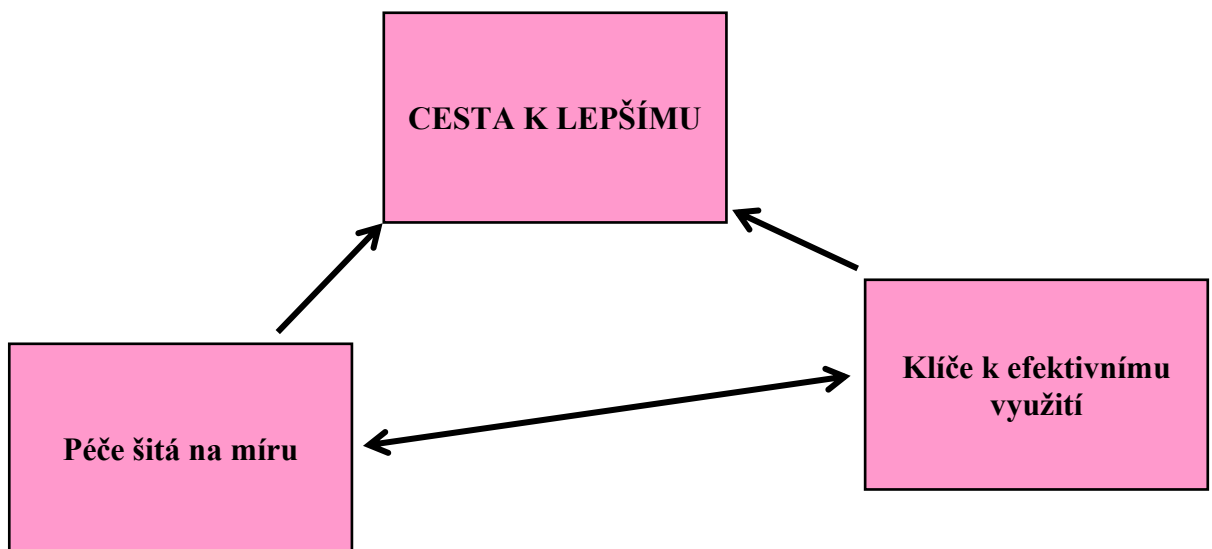 CESTA K LEPŠÍMU
Klíče k efektivnímu
využití
Péče šitá na míru